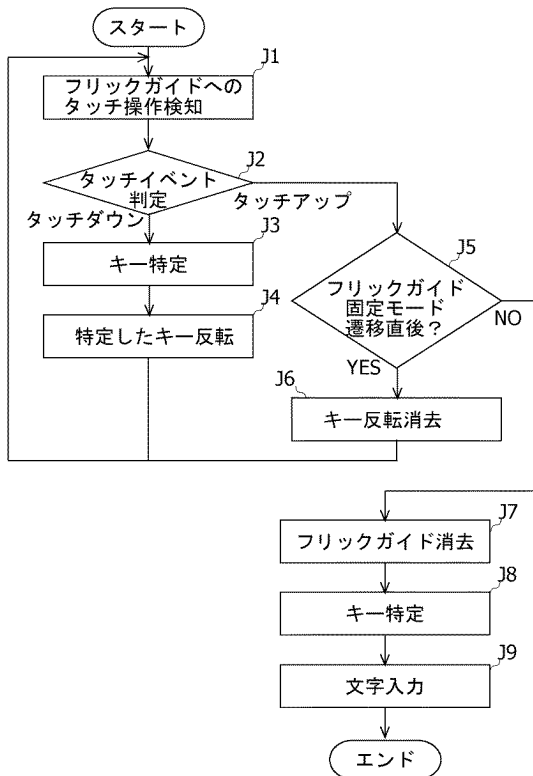 スタート
J1
フリックガイドへの
タッチ操作検知
J2
タッチイベント
判定
タッチダウン
タッチアップ
J3
キー特定
J4
特定したキー反転
J5
フリックガイド
固定モード
遷移直後？
NO
YES
J6
キー反転消去
J7
フリックガイド消去
J8
キー特定
J9
文字入力
エンド